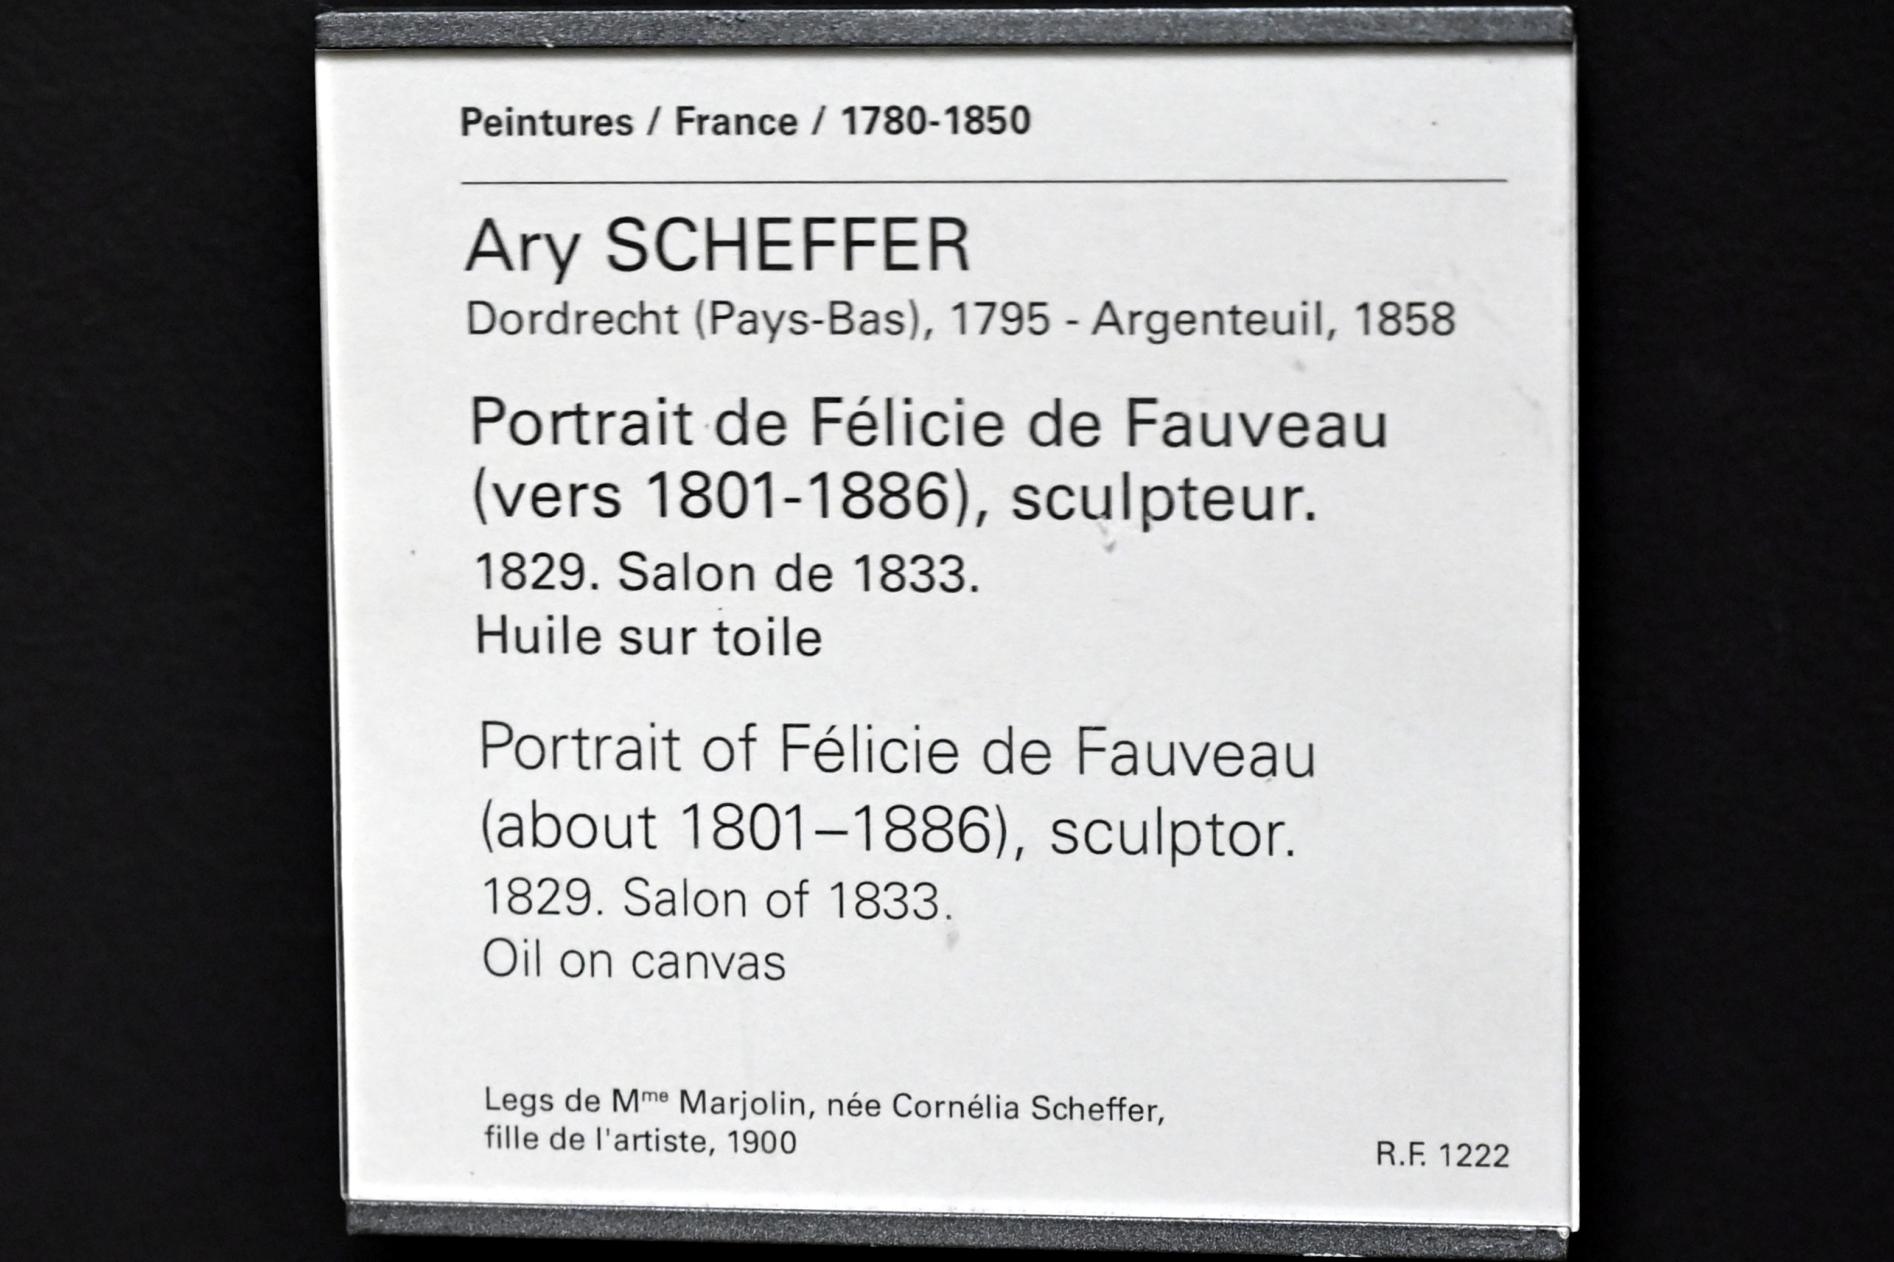 Peintures / France / 1780-1850
Ary SCHEFFER
Dordrecht (Pays-Bas), 1795 - Argenteuil, 1858
Portrait de Félicie de Fauveau
(vers 1801-1886), sculpteur.
1829. Salon de 1833.
Huile sur toile
Portrait of Félicie de Fauveau
(about 1801–1886), sculptor.
1829. Salon of 1833.
Oil on canvas
Legs de Mᵐᵉ Marjolin, née Cornélia Scheffer,
fille de l'artiste, 1900
R.F. 1222